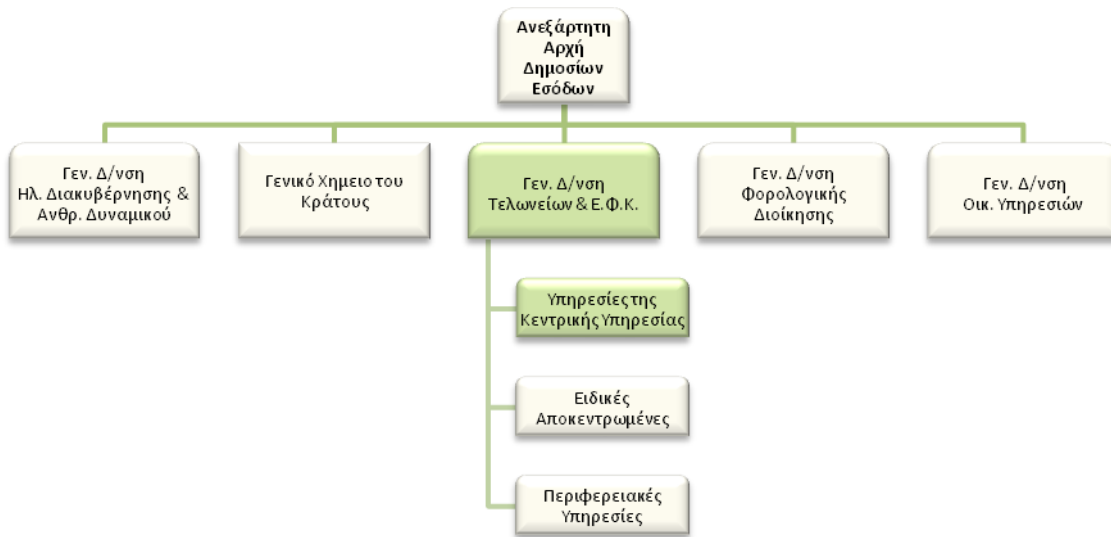 Ανεξάρτητη
Αρχή
Δημοσίων
Εσόδων
Γεν. Δ/νση
Ηλ. Διακυβέρνησης &
Ανθρ. Δυναμικού
Γενικό Χημειο του
Κράτους
Γεν. Δ/νση
Τελωνείων & Ε.Φ.Κ.
Γεν. Δ/νση
Φορολογικής
Διοίκησης
Γεν. Δ/νση
Οικ. Υπηρεσιών
Υπηρεσίες της
Κεντρικής Υπηρεσίας
Ειδικές
Αποκεντρωμένες
Περιφερειακές
Υπηρεσίες